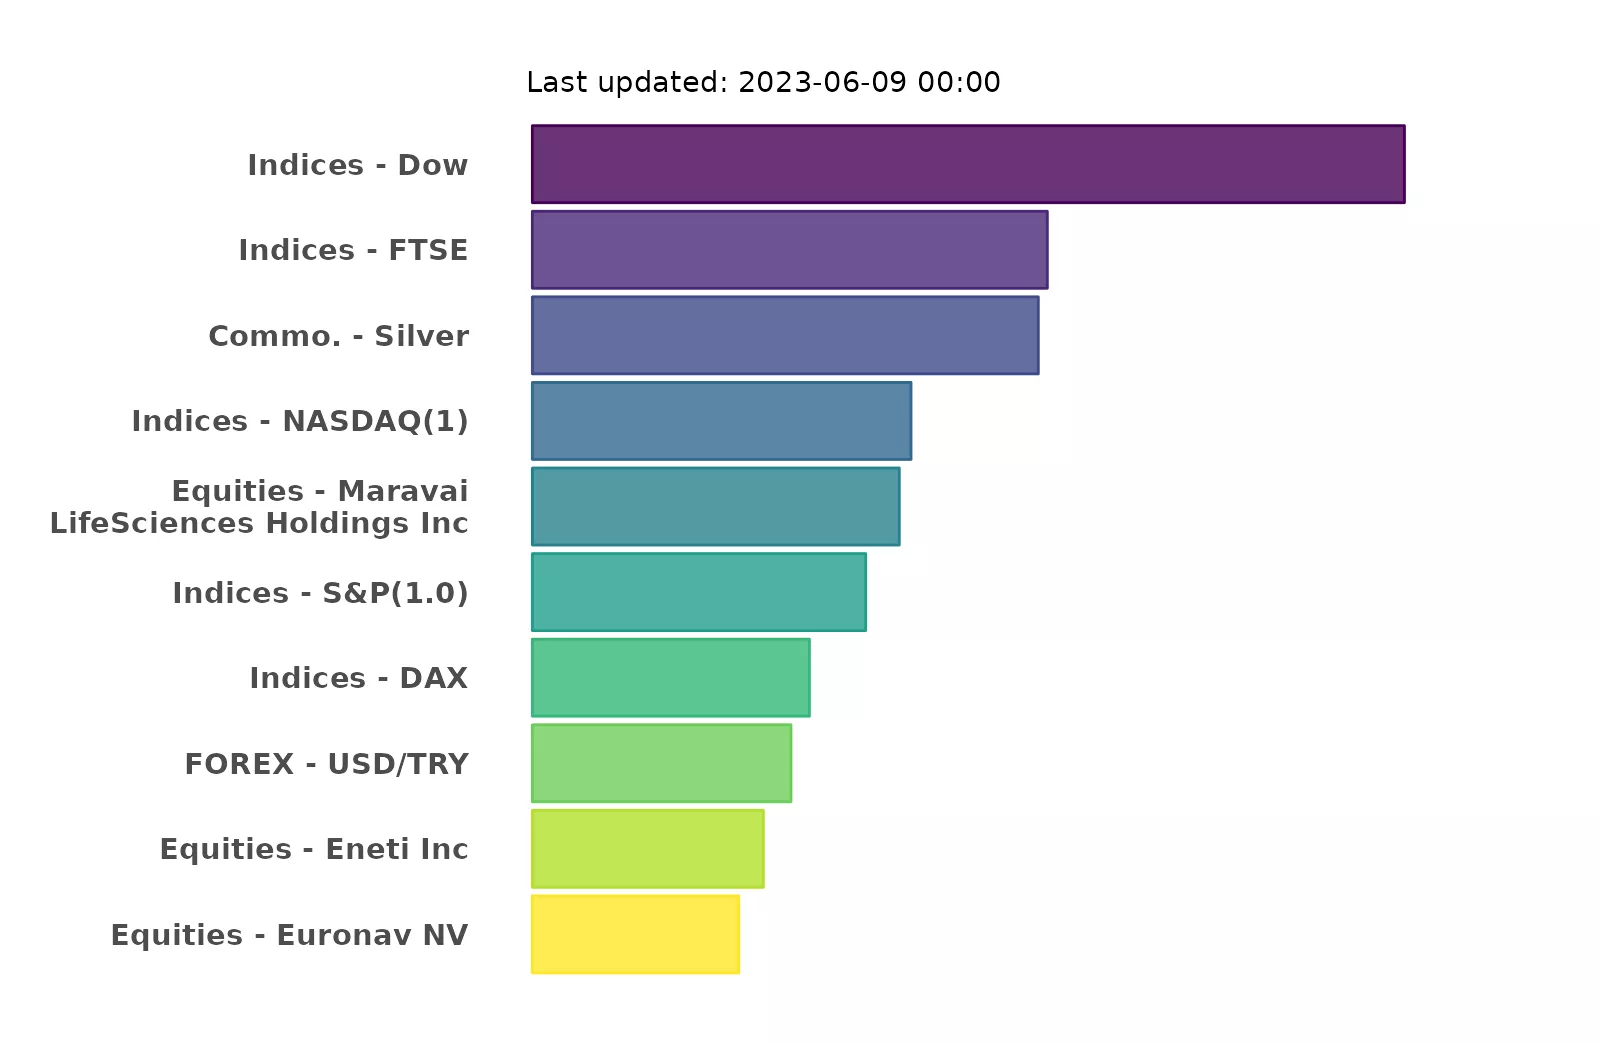 Last updated: 2023-06-09 00:00
Indices - Dow
Indices - FTSE
Commo. - Silver
Indices - NASDAQ(1)
Equities - Maravai
LifeSciences Holdings Inc
Indices - S&P(1.0)
Indices - DAX
FOREX - USD/TRY
Equities - Eneti Inc
Equities - Euronav NV